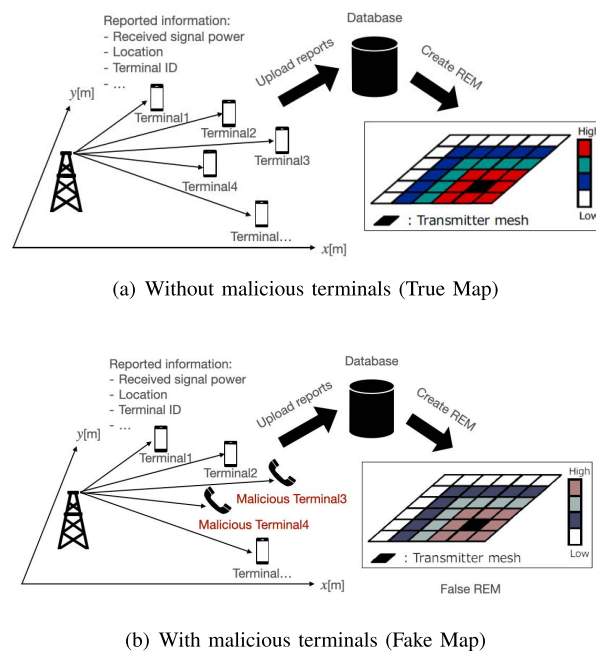 Reported information:
- Received signal power
- Location
- Terminal ID
- ...
Database
Upload reports
Create REM
y[m]
Terminal1
Terminal2
Terminal3
Terminal4
Terminal...
x[m]
High
Low
: Transmitter mesh
(a) Without malicious terminals (True Map)
Reported information:
- Received signal power
- Location
- Terminal ID
- ...
Database
Upload reports
Create REM
y[m]
Terminal1
Terminal2
Malicious Terminal3
Malicious Terminal4
Terminal...
x[m]
High
Low
: Transmitter mesh
False REM
(b) With malicious terminals (Fake Map)